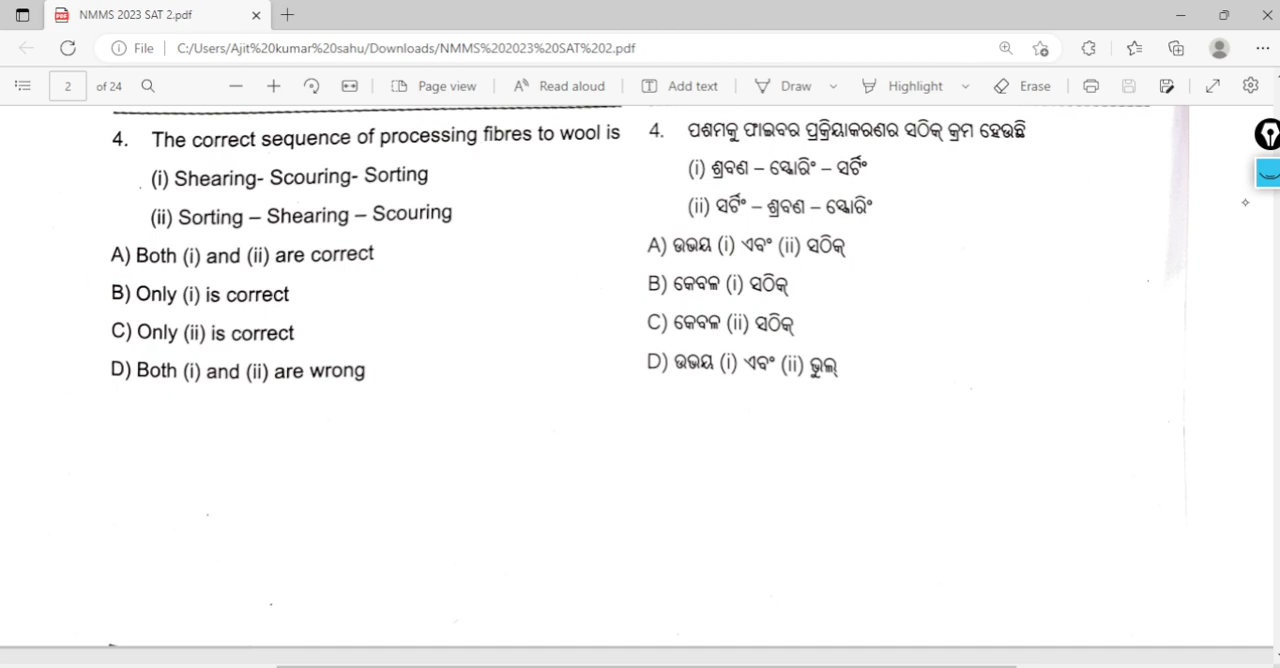 NMMS 2023 SAT 2.pdf
File C:/Users/Ajit%20kumar%20sahu/Downloads/NMMS%202023%20SAT%202.pdf
2 of 24 Page view Read aloud Add text Draw Highlight Erase
4. The correct sequence of processing fibres to wool is
(i) Shearing- Scouring- Sorting
(ii) Sorting – Shearing – Scouring
A) Both (i) and (ii) are correct
B) Only (i) is correct
C) Only (ii) is correct
D) Both (i) and (ii) are wrong
4. ପଶମକୁ ଫାଇବର ପ୍ରକ୍ରିୟାକରଣର ସଠିକ୍ କ୍ରମ ହେଉଛି
(i) ଶ୍ରବଣ – ସ୍କୋରିଂ – ସର୍ଟିଂ
(ii) ସର୍ଟିଂ – ଶ୍ରବଣ – ସ୍କୋରିଂ
A) ଉଭୟ (i) ଏବଂ (ii) ସଠିକ୍
B) କେବଳ (i) ସଠିକ୍
C) କେବଳ (ii) ସଠିକ୍
D) ଉଭୟ (i) ଏବଂ (ii) ଭୁଲ୍